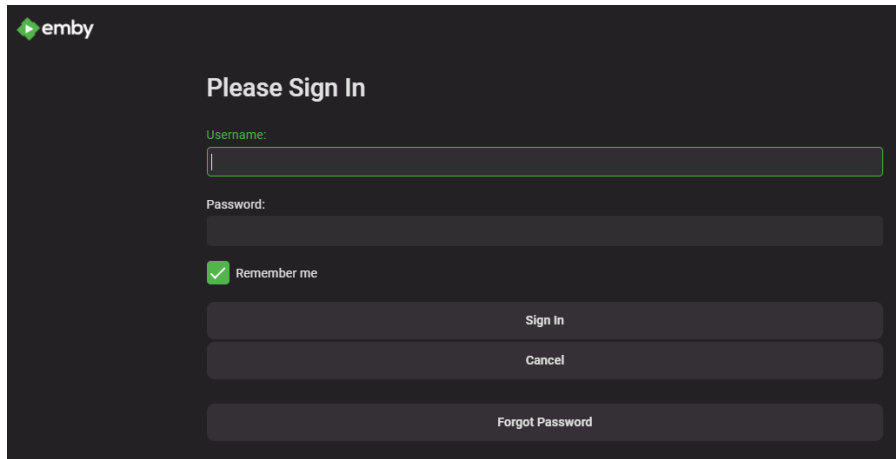 emby
Please Sign In
Username:
Password:
Remember me
Sign In
Cancel
Forgot Password